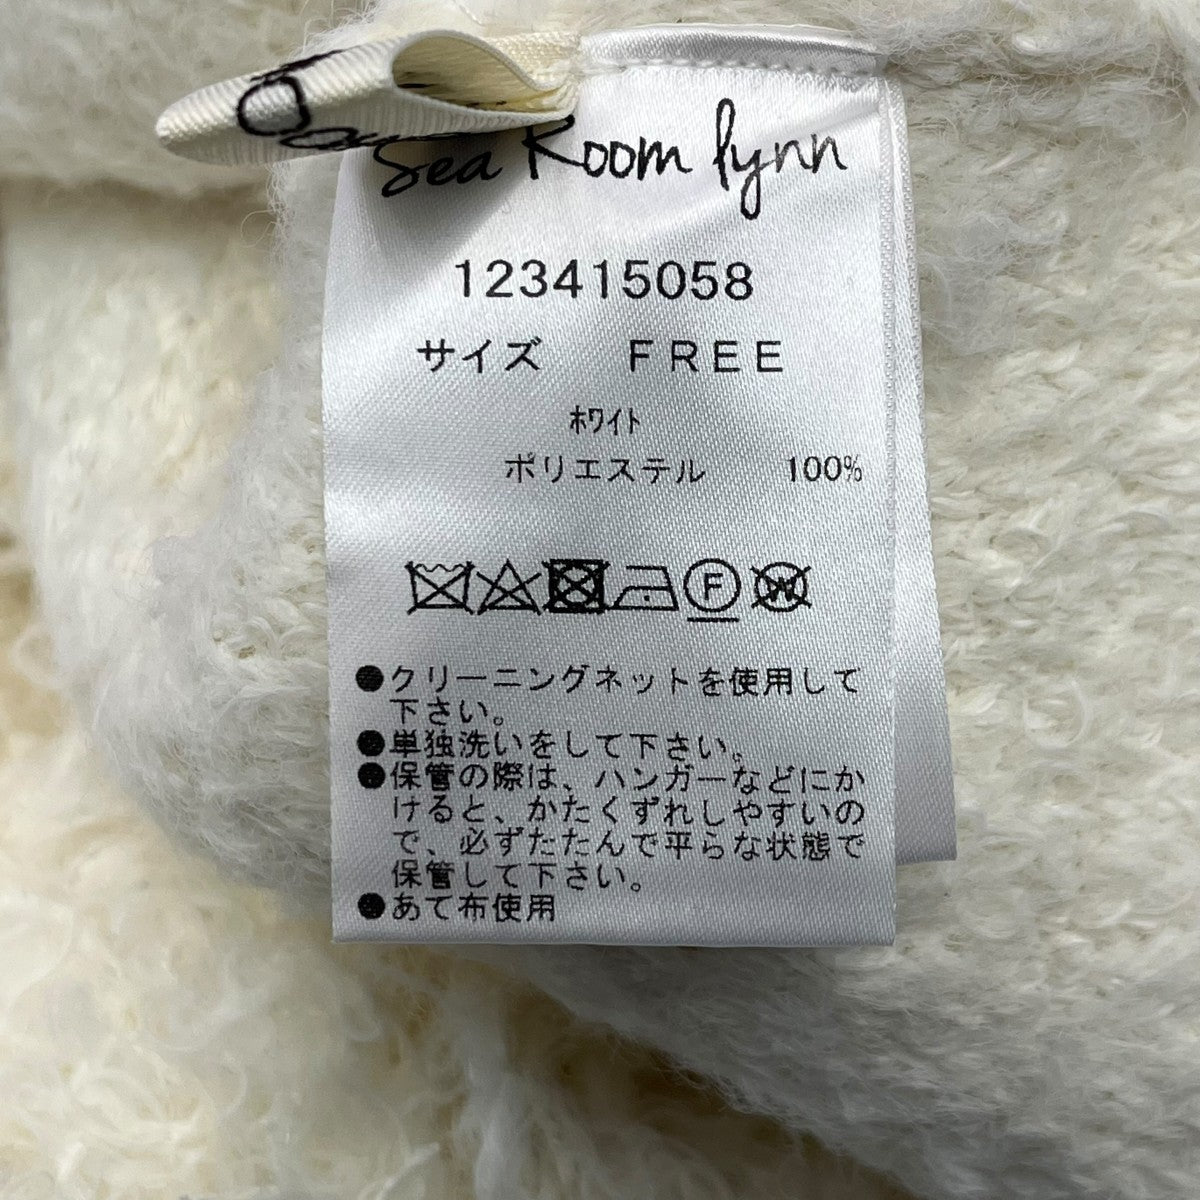 Sea Room lynn
123415058
サイズ FREE
ﾎﾜｲﾄ
ポリエステル 100%
F W
●クリーニングネットを使用して
下さい。
●単独洗いをして下さい。
●保管の際は、ハンガーなどにか
けると、かたくずれしやすいの
で、必ずたたんで平らな状態で
保管して下さい。
●あて布使用